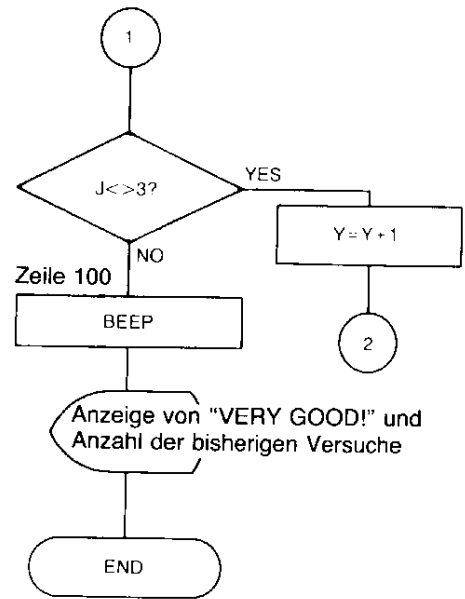 1
J<>3?
YES
Y=Y+1
2
NO
Zeile 100
BEEP
Anzeige von "VERY GOOD!" und
Anzahl der bisherigen Versuche
END